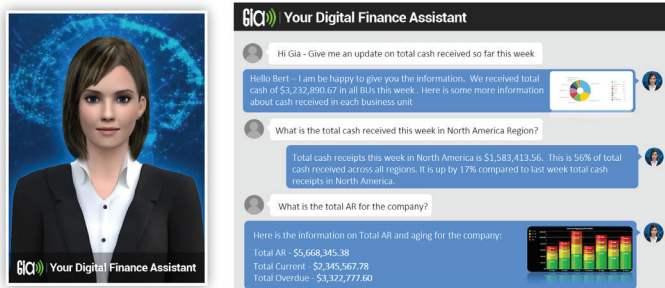 GIA Your Digital Finance Assistant
GIA Your Digital Finance Assistant
Hi Gia - Give me an update on total cash received so far this week
Hello Bert – I am be happy to give you the information. We received total
cash of $3,232,890.67 in all BUs this week . Here is some more information
about cash received in each business unit
What is the total cash received this week in North America Region?
Total cash receipts this week in North America is $1,583,413.56. This is 56% of total
cash received across all regions. It is up by 17% compared to last week total cash
receipts in North America.
What is the total AR for the company?
Here is the information on Total AR and aging for the company:
Total AR - $5,668,345.38
Total Current - $2,345,567.78
Total Overdue - $3,322,777.60